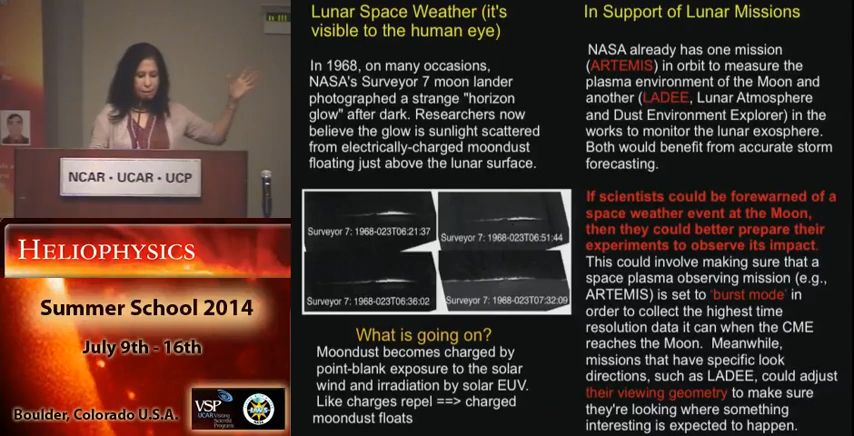 NCAR · UCAR · UCP
HELIOPHYSICS
Summer School 2014
July 9th - 16th
Boulder, Colorado U.S.A.
VSP
UCAR Visiting
Scientist
Programs
Lunar Space Weather (it's
visible to the human eye)
In 1968, on many occasions,
NASA's Surveyor 7 moon lander
photographed a strange "horizon
glow" after dark. Researchers now
believe the glow is sunlight scattered
from electrically-charged moondust
floating just above the lunar surface.
Surveyor 7: 1968-023T06:21:37
Surveyor 7: 1968-023T06:51:44
Surveyor 7: 1968-023T06:36:02
Surveyor 7: 1968-023T07:32:09
What is going on?
Moondust becomes charged by
point-blank exposure to the solar
wind and irradiation by solar EUV.
Like charges repel ==> charged
moondust floats
In Support of Lunar Missions
NASA already has one mission
(ARTEMIS) in orbit to measure the
plasma environment of the Moon and
another (LADEE, Lunar Atmosphere
and Dust Environment Explorer) in the
works to monitor the lunar exosphere.
Both would benefit from accurate storm
forecasting.
If scientists could be forewarned of a
space weather event at the Moon,
then they could better prepare their
experiments to observe its impact.
This could involve making sure that a
space plasma observing mission (e.g.,
ARTEMIS) is set to 'burst mode' in
order to collect the highest time
resolution data it can when the CME
reaches the Moon. Meanwhile,
missions that have specific look
directions, such as LADEE, could adjust
their viewing geometry to make sure
they're looking where something
interesting is expected to happen.